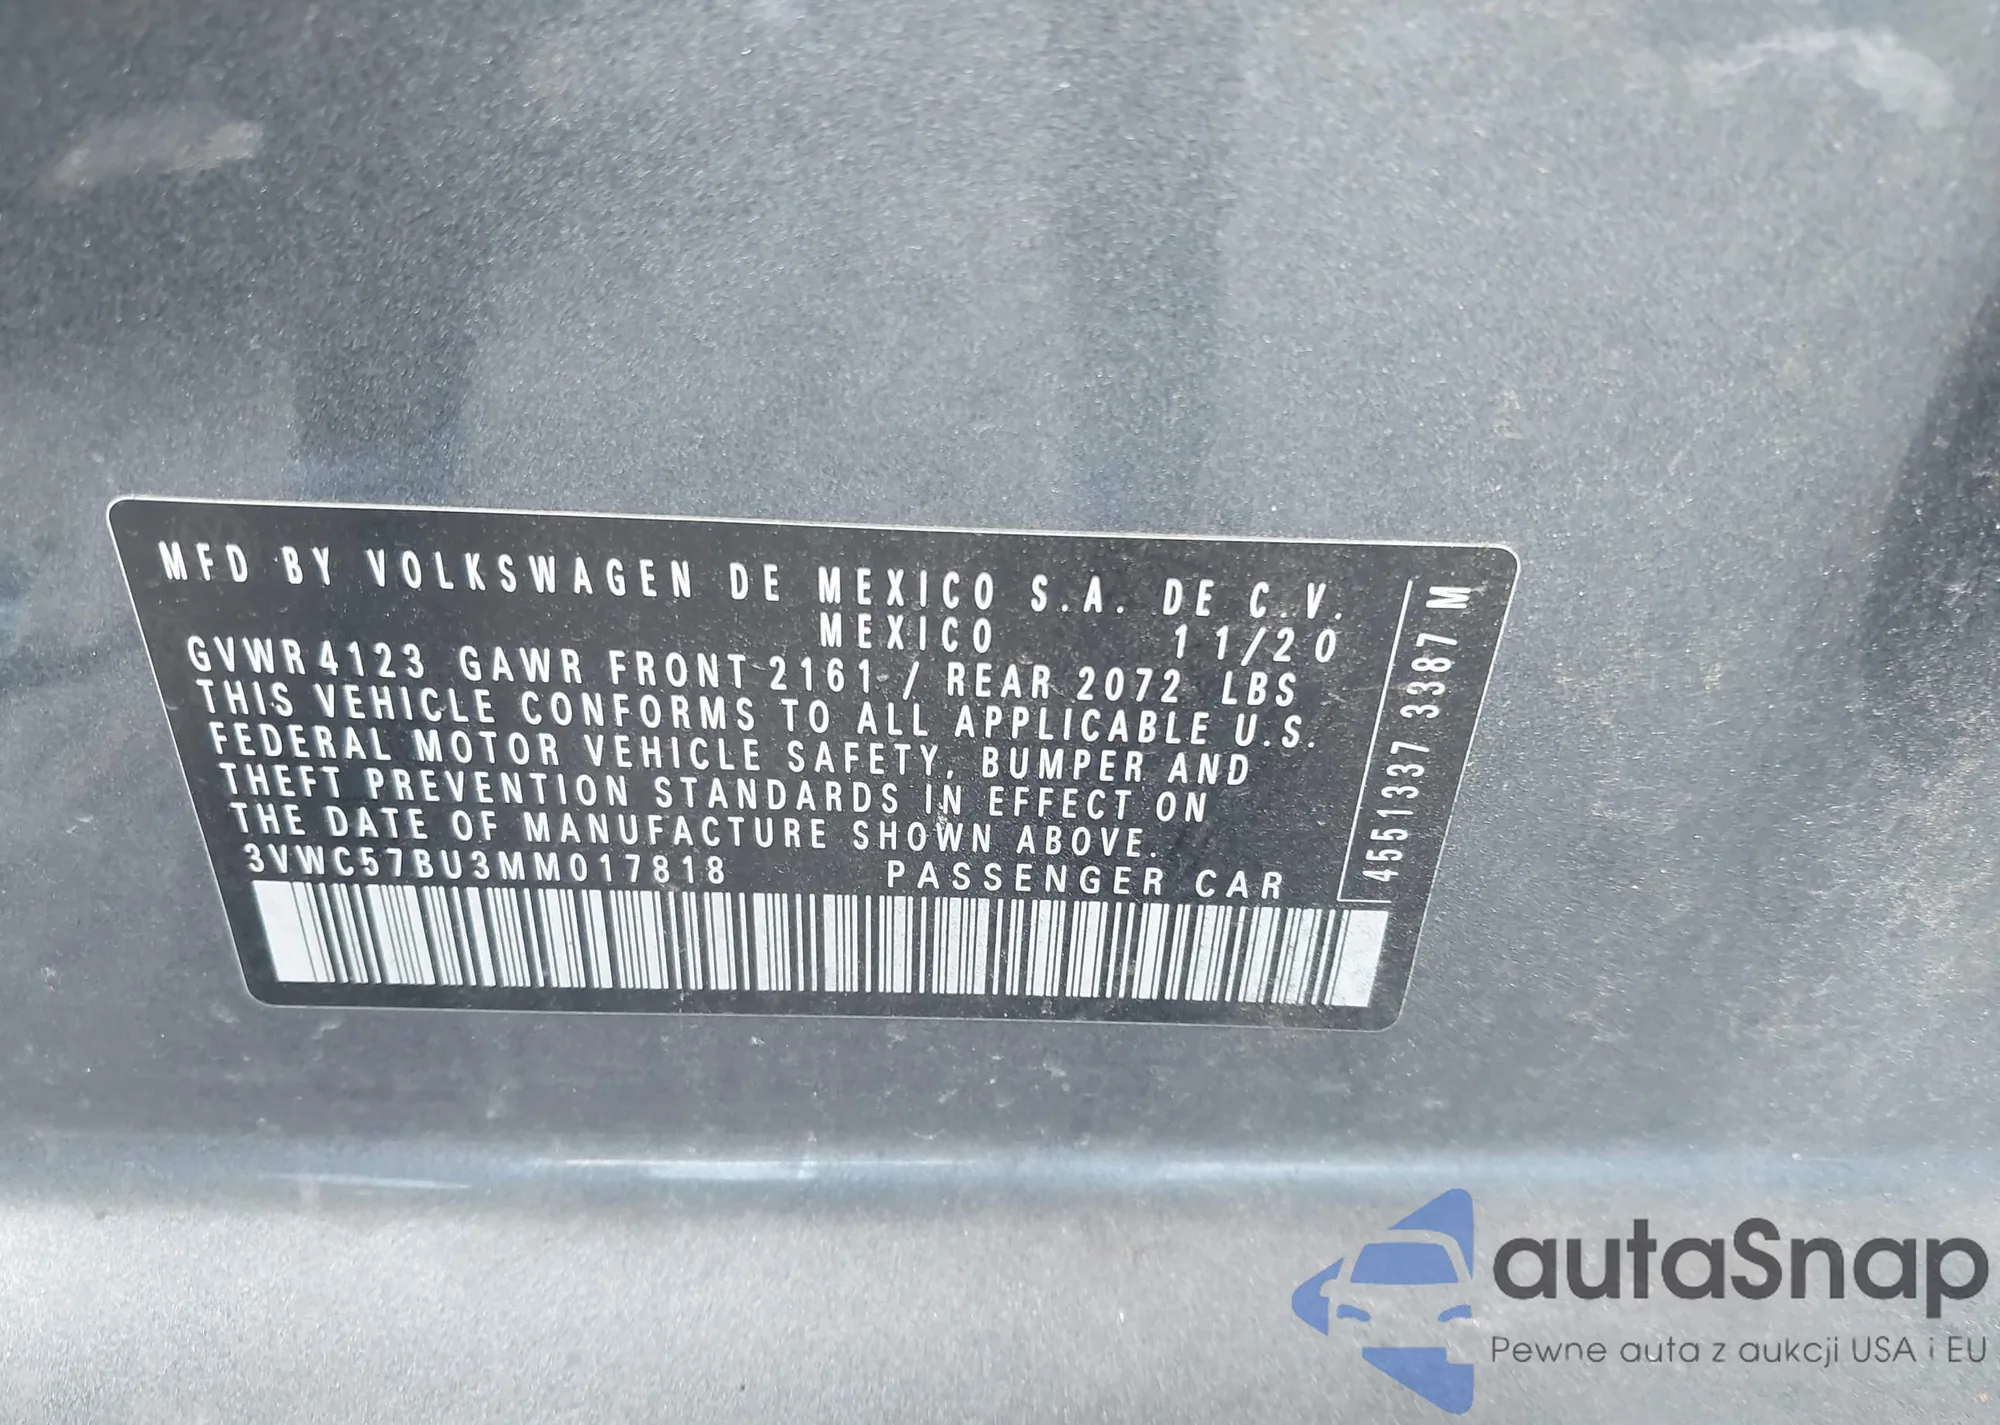 MFD BY VOLKSWAGEN DE MEXICO S.A. DE C.V.
MEXICO 11/20
GVWR 4123 GAWR FRONT 2161 / REAR 2072 LBS
THIS VEHICLE CONFORMS TO ALL APPLICABLE U.S.
FEDERAL MOTOR VEHICLE SAFETY, BUMPER AND
THEFT PREVENTION STANDARDS IN EFFECT ON
THE DATE OF MANUFACTURE SHOWN ABOVE.
3VWC57BU3MM017818 PASSENGER CAR
4551337 3387 M
autaSnap
Pewne auta z aukcji USA i EU